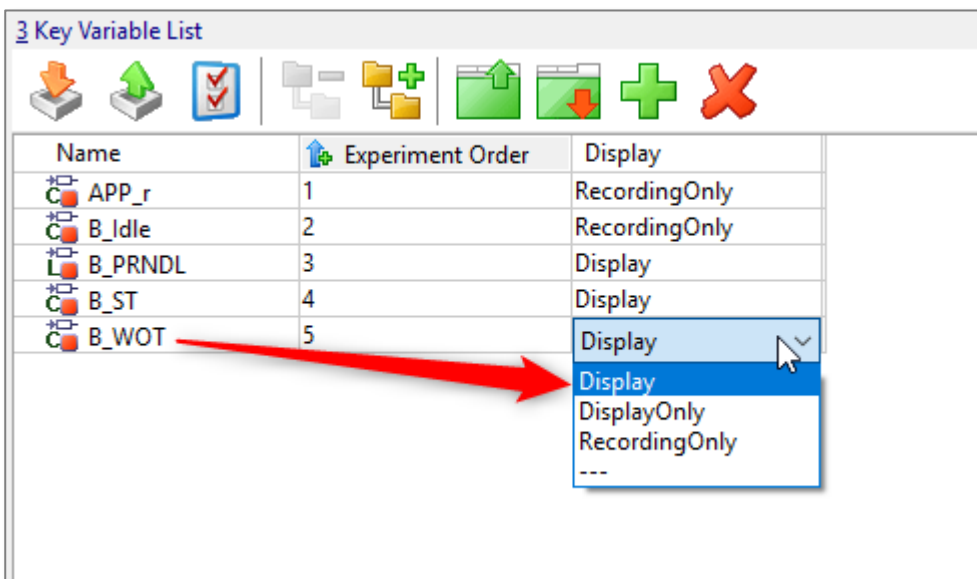 3 Key Variable List
Name Experiment Order Display
C APP_r 1 RecordingOnly
C B_Idle 2 RecordingOnly
L B_PRNDL 3 Display
C B_ST 4 Display
C B_WOT 5 Display
Display
DisplayOnly
RecordingOnly
---